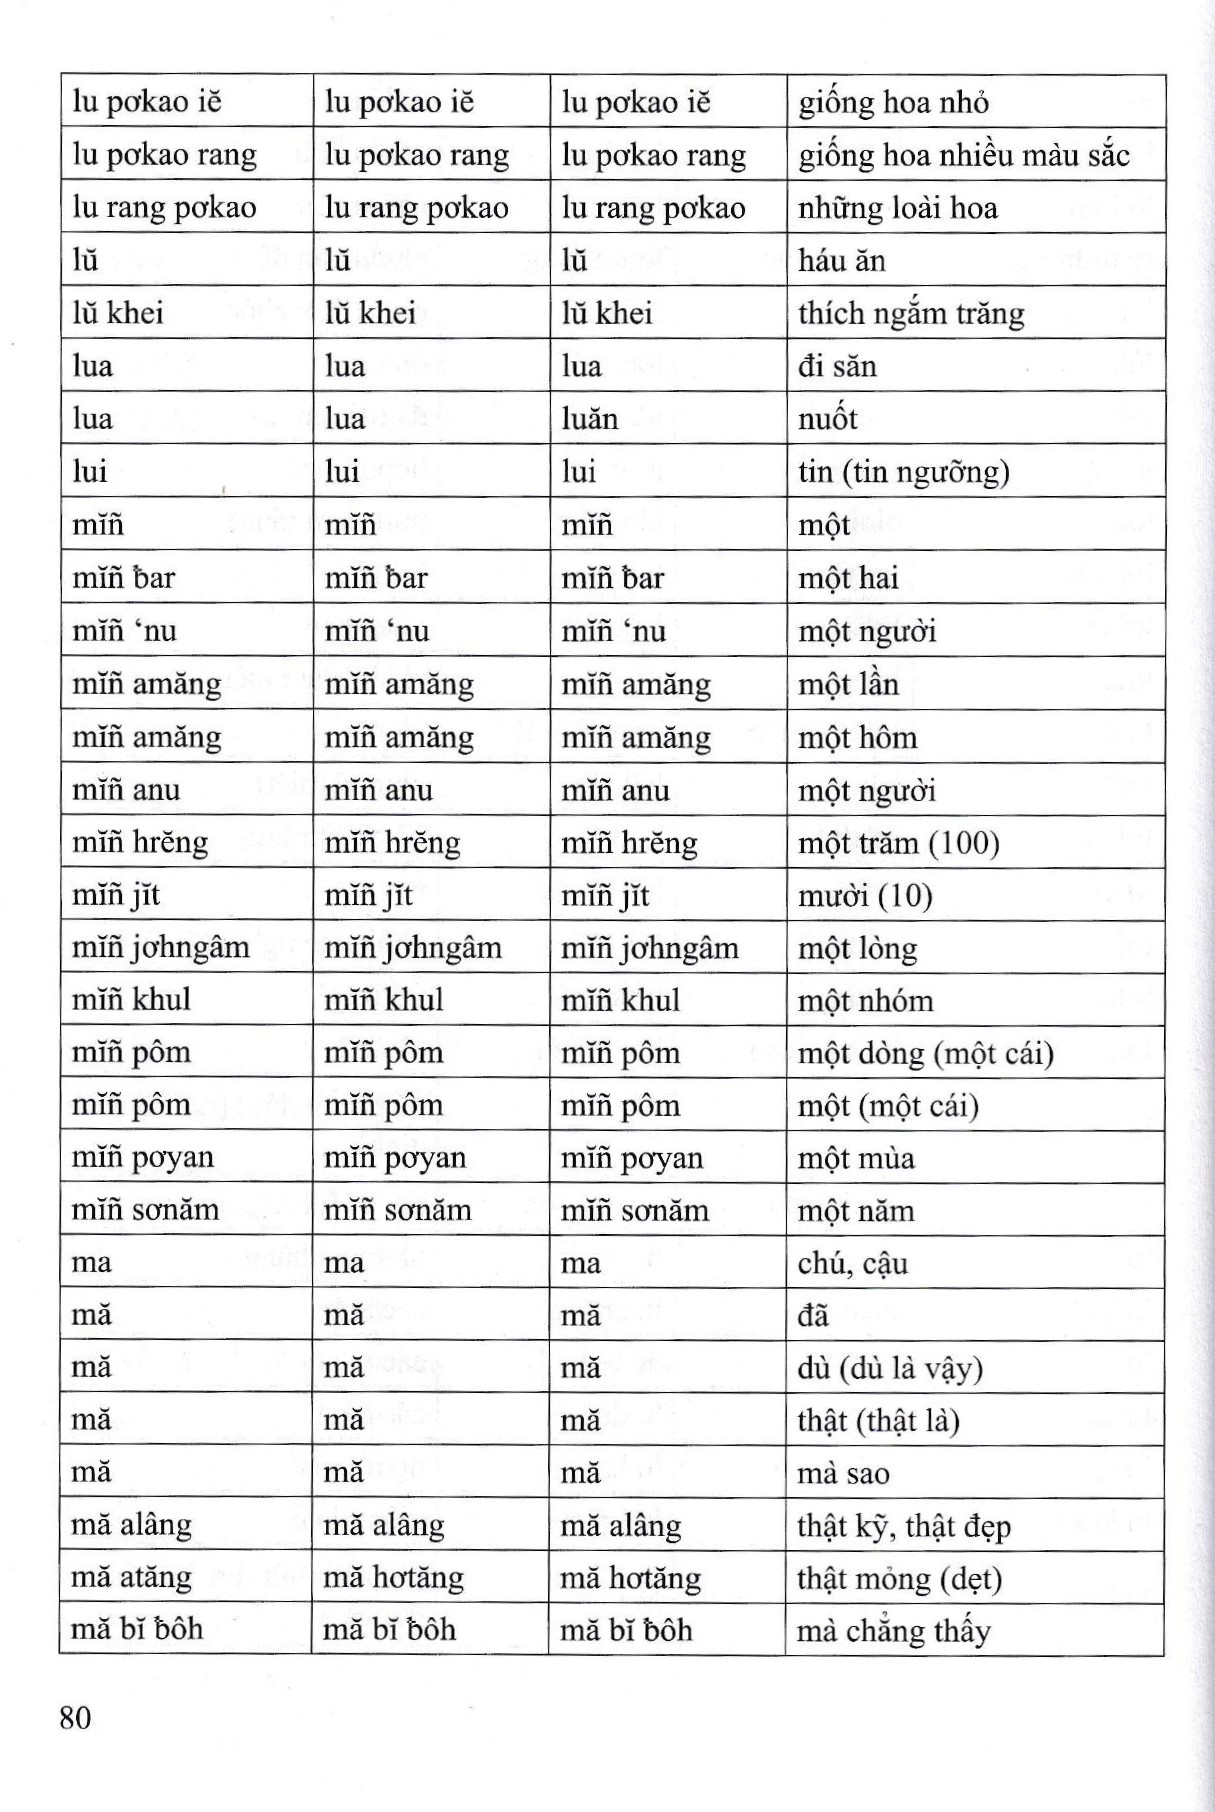 lu pơkao iĕ lu pơkao iĕ lu pơkao iĕ giống hoa nhỏ
lu pơkao rang lu pơkao rang lu pơkao rang giống hoa nhiều màu sắc
lu rang pơkao lu rang pơkao lu rang pơkao những loài hoa
lŭ lŭ lŭ háu ăn
lŭ khei lŭ khei lŭ khei thích ngắm trăng
lua lua lua đi săn
lua lua luăn nuốt
lui lui lui tin (tin ngưỡng)
mĭñ mĭñ mĭñ một
mĭñ ƀar mĭñ ƀar mĭñ ƀar một hai
mĭñ ‘nu mĭñ ‘nu mĭñ ‘nu một người
mĭñ amăng mĭñ amăng mĭñ amăng một lần
mĭñ amăng mĭñ amăng mĭñ amăng một hôm
mĭñ anu mĭñ anu mĭñ anu một người
mĭñ hrĕng mĭñ hrĕng mĭñ hrĕng một trăm (100)
mĭñ jĭt mĭñ jĭt mĭñ jĭt mười (10)
mĭñ jơhngâm mĭñ jơhngâm mĭñ jơhngâm một lòng
mĭñ khul mĭñ khul mĭñ khul một nhóm
mĭñ pôm mĭñ pôm mĭñ pôm một dòng (một cái)
mĭñ pôm mĭñ pôm mĭñ pôm một (một cái)
mĭñ pơyan mĭñ pơyan mĭñ pơyan một mùa
mĭñ sơnăm mĭñ sơnăm mĭñ sơnăm một năm
ma ma ma chú, cậu
mă mă mă đã
mă mă mă dù (dù là vậy)
mă mă mă thật (thật là)
mă mă mă mà sao
mă alâng mă alâng mă alâng thật kỹ, thật đẹp
mă atăng mă hơtăng mă hơtăng thật mỏng (dẹt)
mă bĭ ƀôh mă bĭ ƀôh mă bĭ ƀôh mà chẳng thấy
80